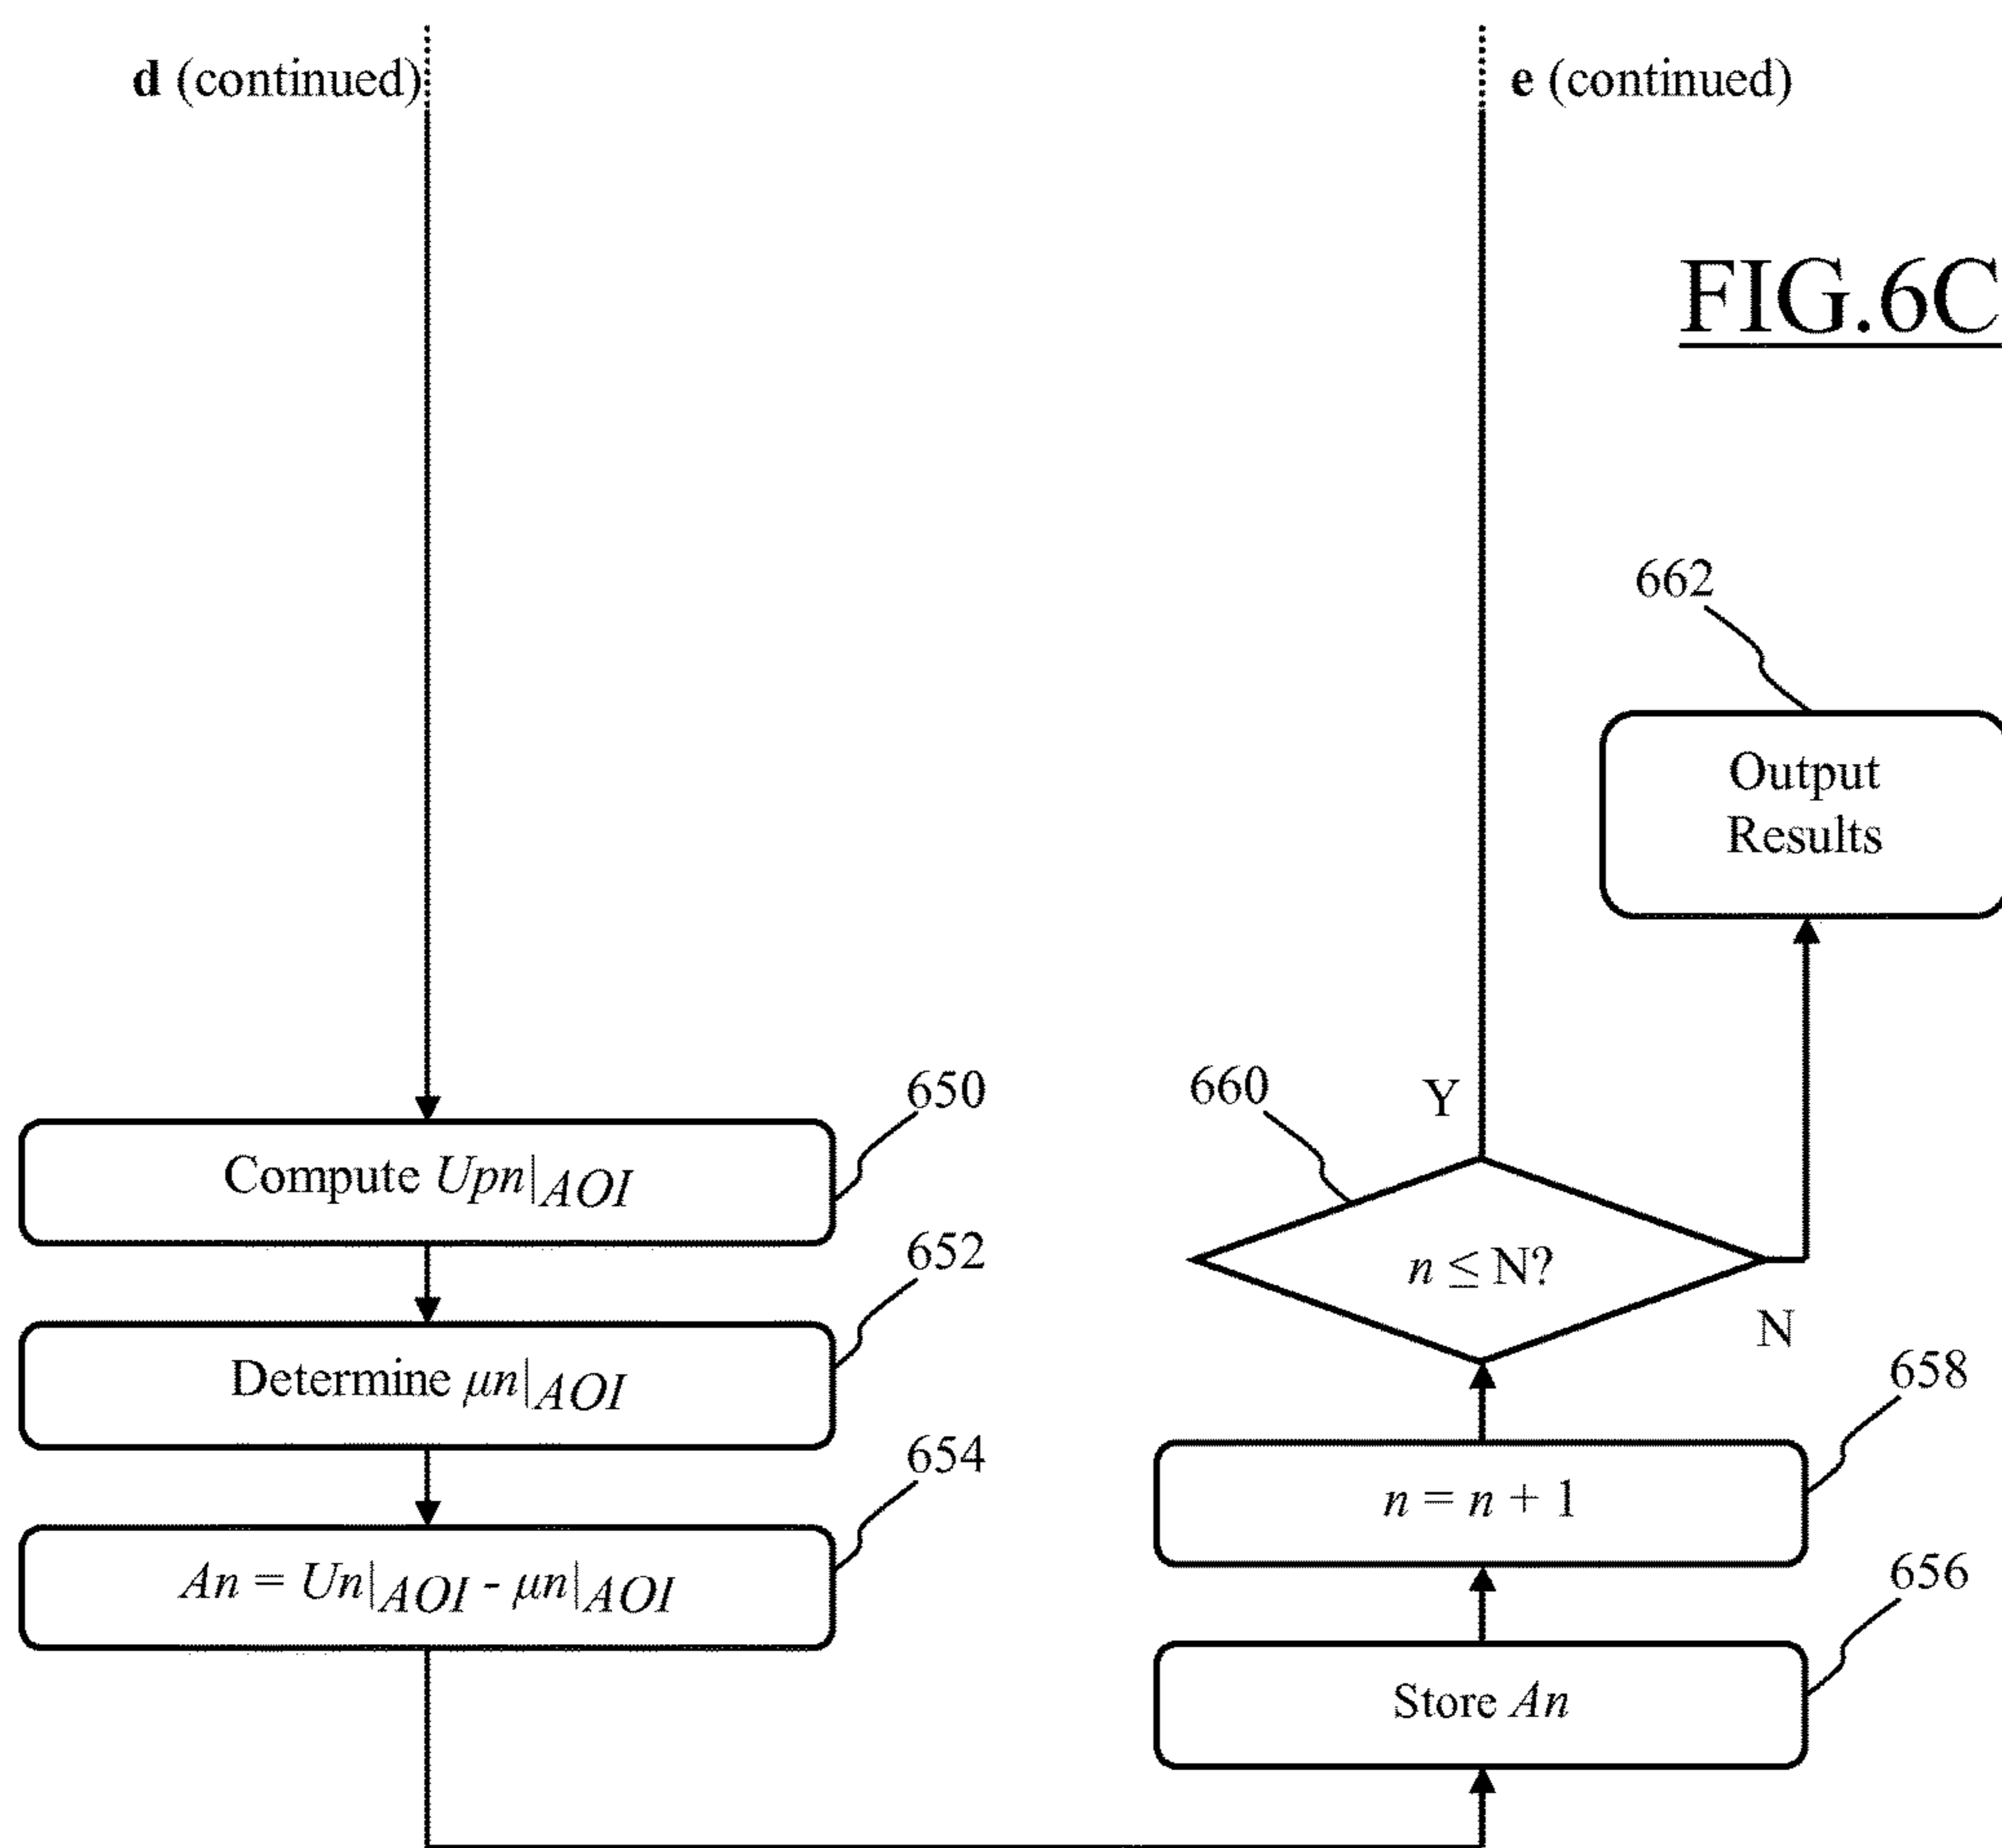 d (continued)
e (continued)
FIG.6C
662
Output
Results
650
Compute Upn|AOI
660
Y
652
n ≤ N?
Determine μn|AOI
N
658
654
n = n + 1
An = Un|AOI - μn|AOI
656
Store An